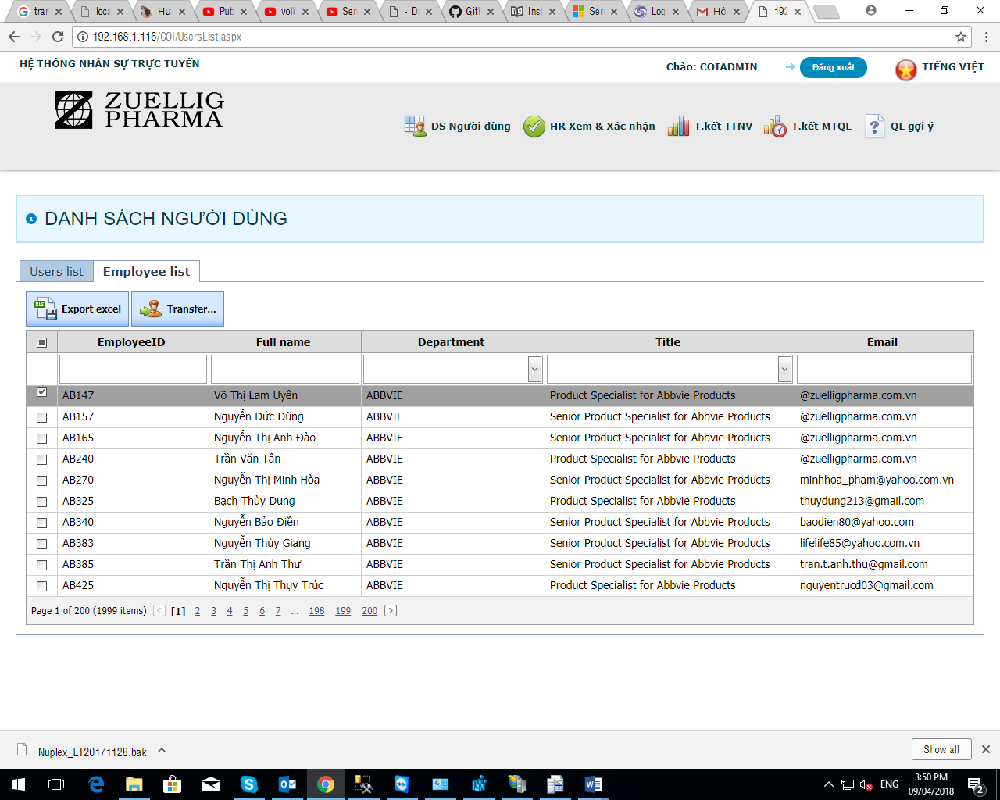 trar
loca
Hư
Pub
voll
Ser
- Da
Gitl
Inst
Ser
Log
Hộ
192
192.168.1.116/COI/UsersList.aspx
HỆ THỐNG NHÂN SỰ TRỰC TUYẾN
Chào: COIADMIN
Đăng xuất
TIẾNG VIỆT
ZUELLIG
PHARMA
DS Người dùng
HR Xem & Xác nhận
T.kết TTNV
T.kết MTQL
QL gợi ý
DANH SÁCH NGƯỜI DÙNG
Users list
Employee list
Export excel
Transfer...
EmployeeID Full name Department Title Email
AB147 Võ Thị Lam Uyên ABBVIE Product Specialist for Abbvie Products @zuelligpharma.com.vn
AB157 Nguyễn Đức Dũng ABBVIE Senior Product Specialist for Abbvie Products @zuelligpharma.com.vn
AB165 Nguyễn Thị Anh Đào ABBVIE Senior Product Specialist for Abbvie Products @zuelligpharma.com.vn
AB240 Trần Văn Tân ABBVIE Product Specialist for Abbvie Products @zuelligpharma.com.vn
AB270 Nguyễn Thị Minh Hòa ABBVIE Senior Product Specialist for Abbvie Products minhhoa_pham@yahoo.com.vn
AB325 Bạch Thùy Dung ABBVIE Product Specialist for Abbvie Products thuydung213@gmail.com
AB340 Nguyễn Bảo Điền ABBVIE Senior Product Specialist for Abbvie Products baodien80@yahoo.com
AB383 Nguyễn Thùy Giang ABBVIE Senior Product Specialist for Abbvie Products lifelife85@yahoo.com.vn
AB385 Trần Thị Anh Thư ABBVIE Senior Product Specialist for Abbvie Products tran.t.anh.thu@gmail.com
AB425 Nguyễn Thị Thụy Trúc ABBVIE Product Specialist for Abbvie Products nguyentrucd03@gmail.com
Page 1 of 200 (1999 items) [1] 2 3 4 5 6 7 ... 198 199 200
Nuplex_LT20171128.bak
Show all
ENG
3:50 PM
09/04/2018
2